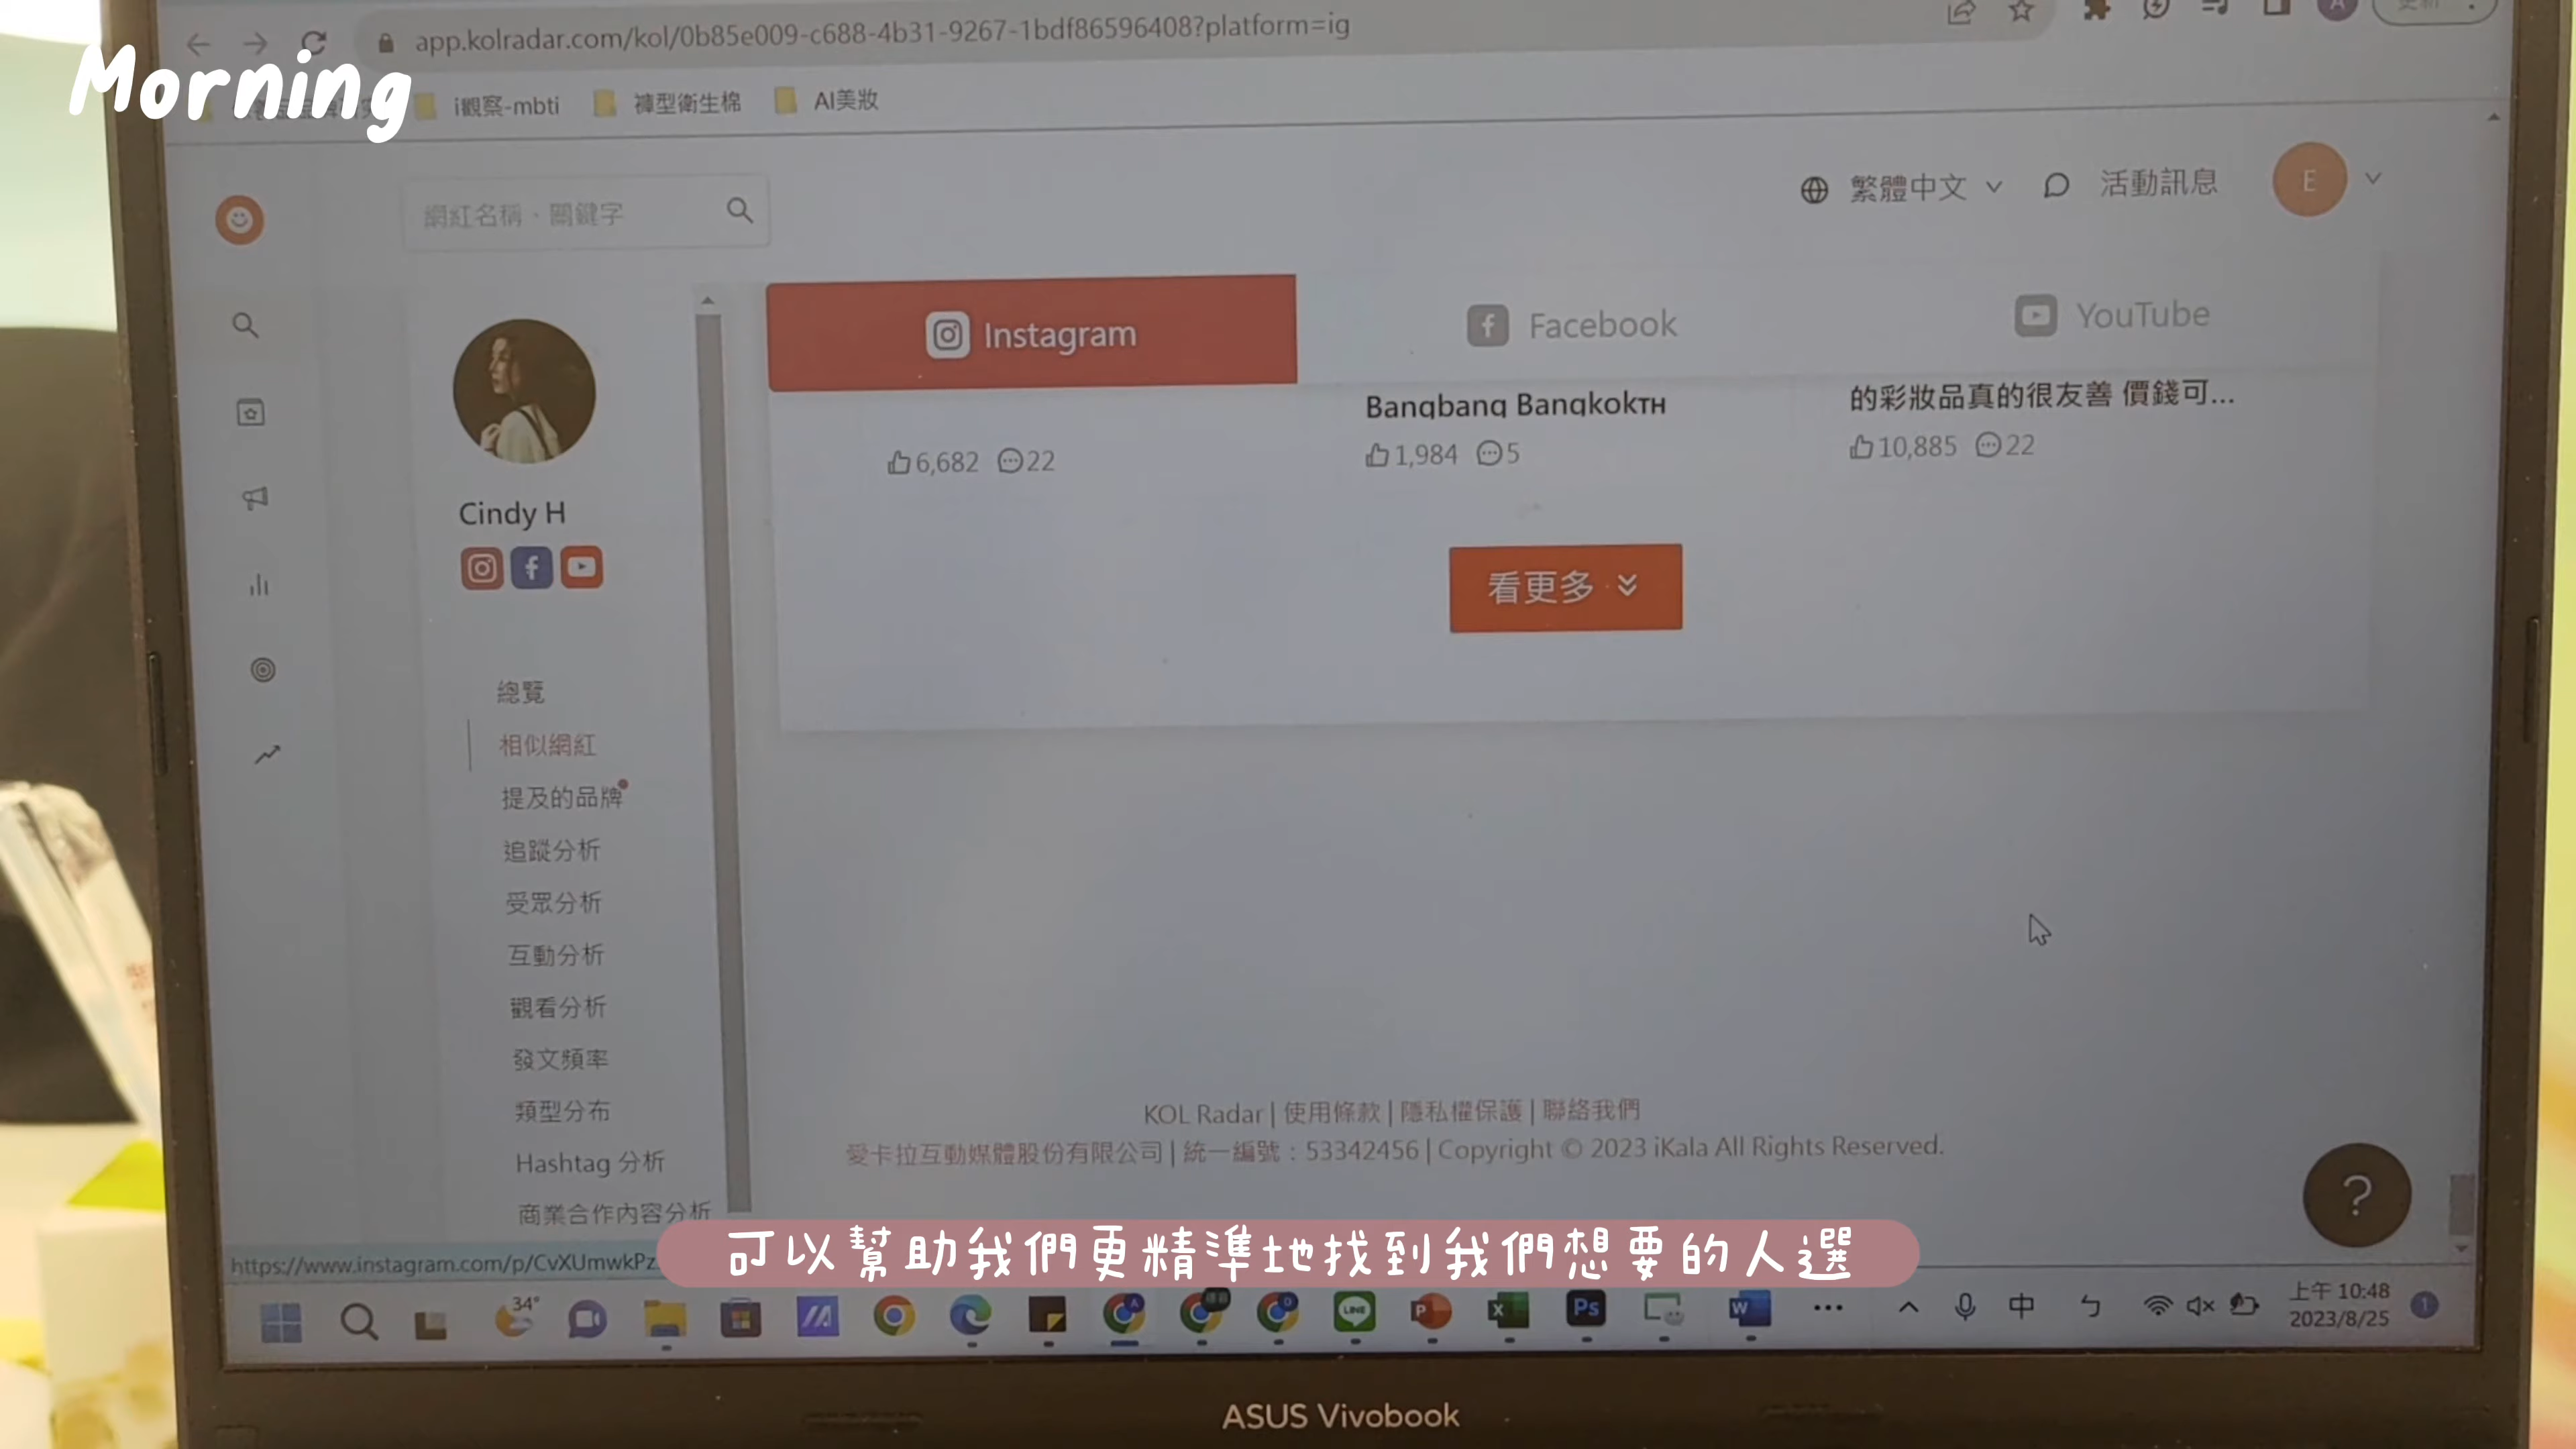 app.kolradar.com/kol/0b85e009-c688-4b31-9267-1bdf86596408?platform=ig
Morning
i觀察-mbti
褲型衛生棉
AI美妝
網紅名稱、關鍵字
繁體中文
活動訊息
E
Instagram
Facebook
YouTube
Bangbang BangkokTH
的彩妝品真的很友善 價錢可...
6,682 22
1,984 5
10,885 22
Cindy H
看更多
總覽
相似網紅
提及的品牌
追蹤分析
受眾分析
互動分析
觀看分析
發文頻率
類型分布
Hashtag 分析
商業合作內容分析
KOL Radar | 使用條款 | 隱私權保護 | 聯絡我們
愛卡拉互動媒體股份有限公司 | 統一編號：53342456 | Copyright © 2023 iKala All Rights Reserved.
?
https://www.instagram.com/p/CvXUmwkPz
可以幫助我們更精準地找到我們想要的人選
34°
LINE
P
X
Ps
W
中
ㄅ
上午 10:48
2023/8/25
1
ASUS Vivobook